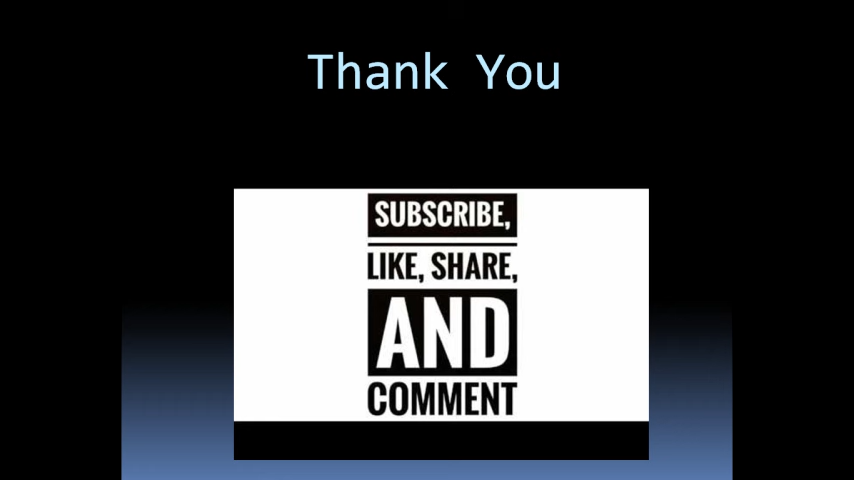 Thank You
SUBSCRIBE,
LIKE, SHARE,
AND
COMMENT